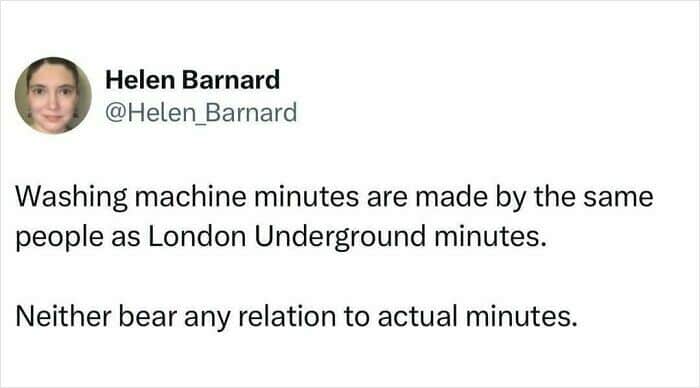 Helen Barnard
@Helen_Barnard
Washing machine minutes are made by the same
people as London Underground minutes.
Neither bear any relation to actual minutes.